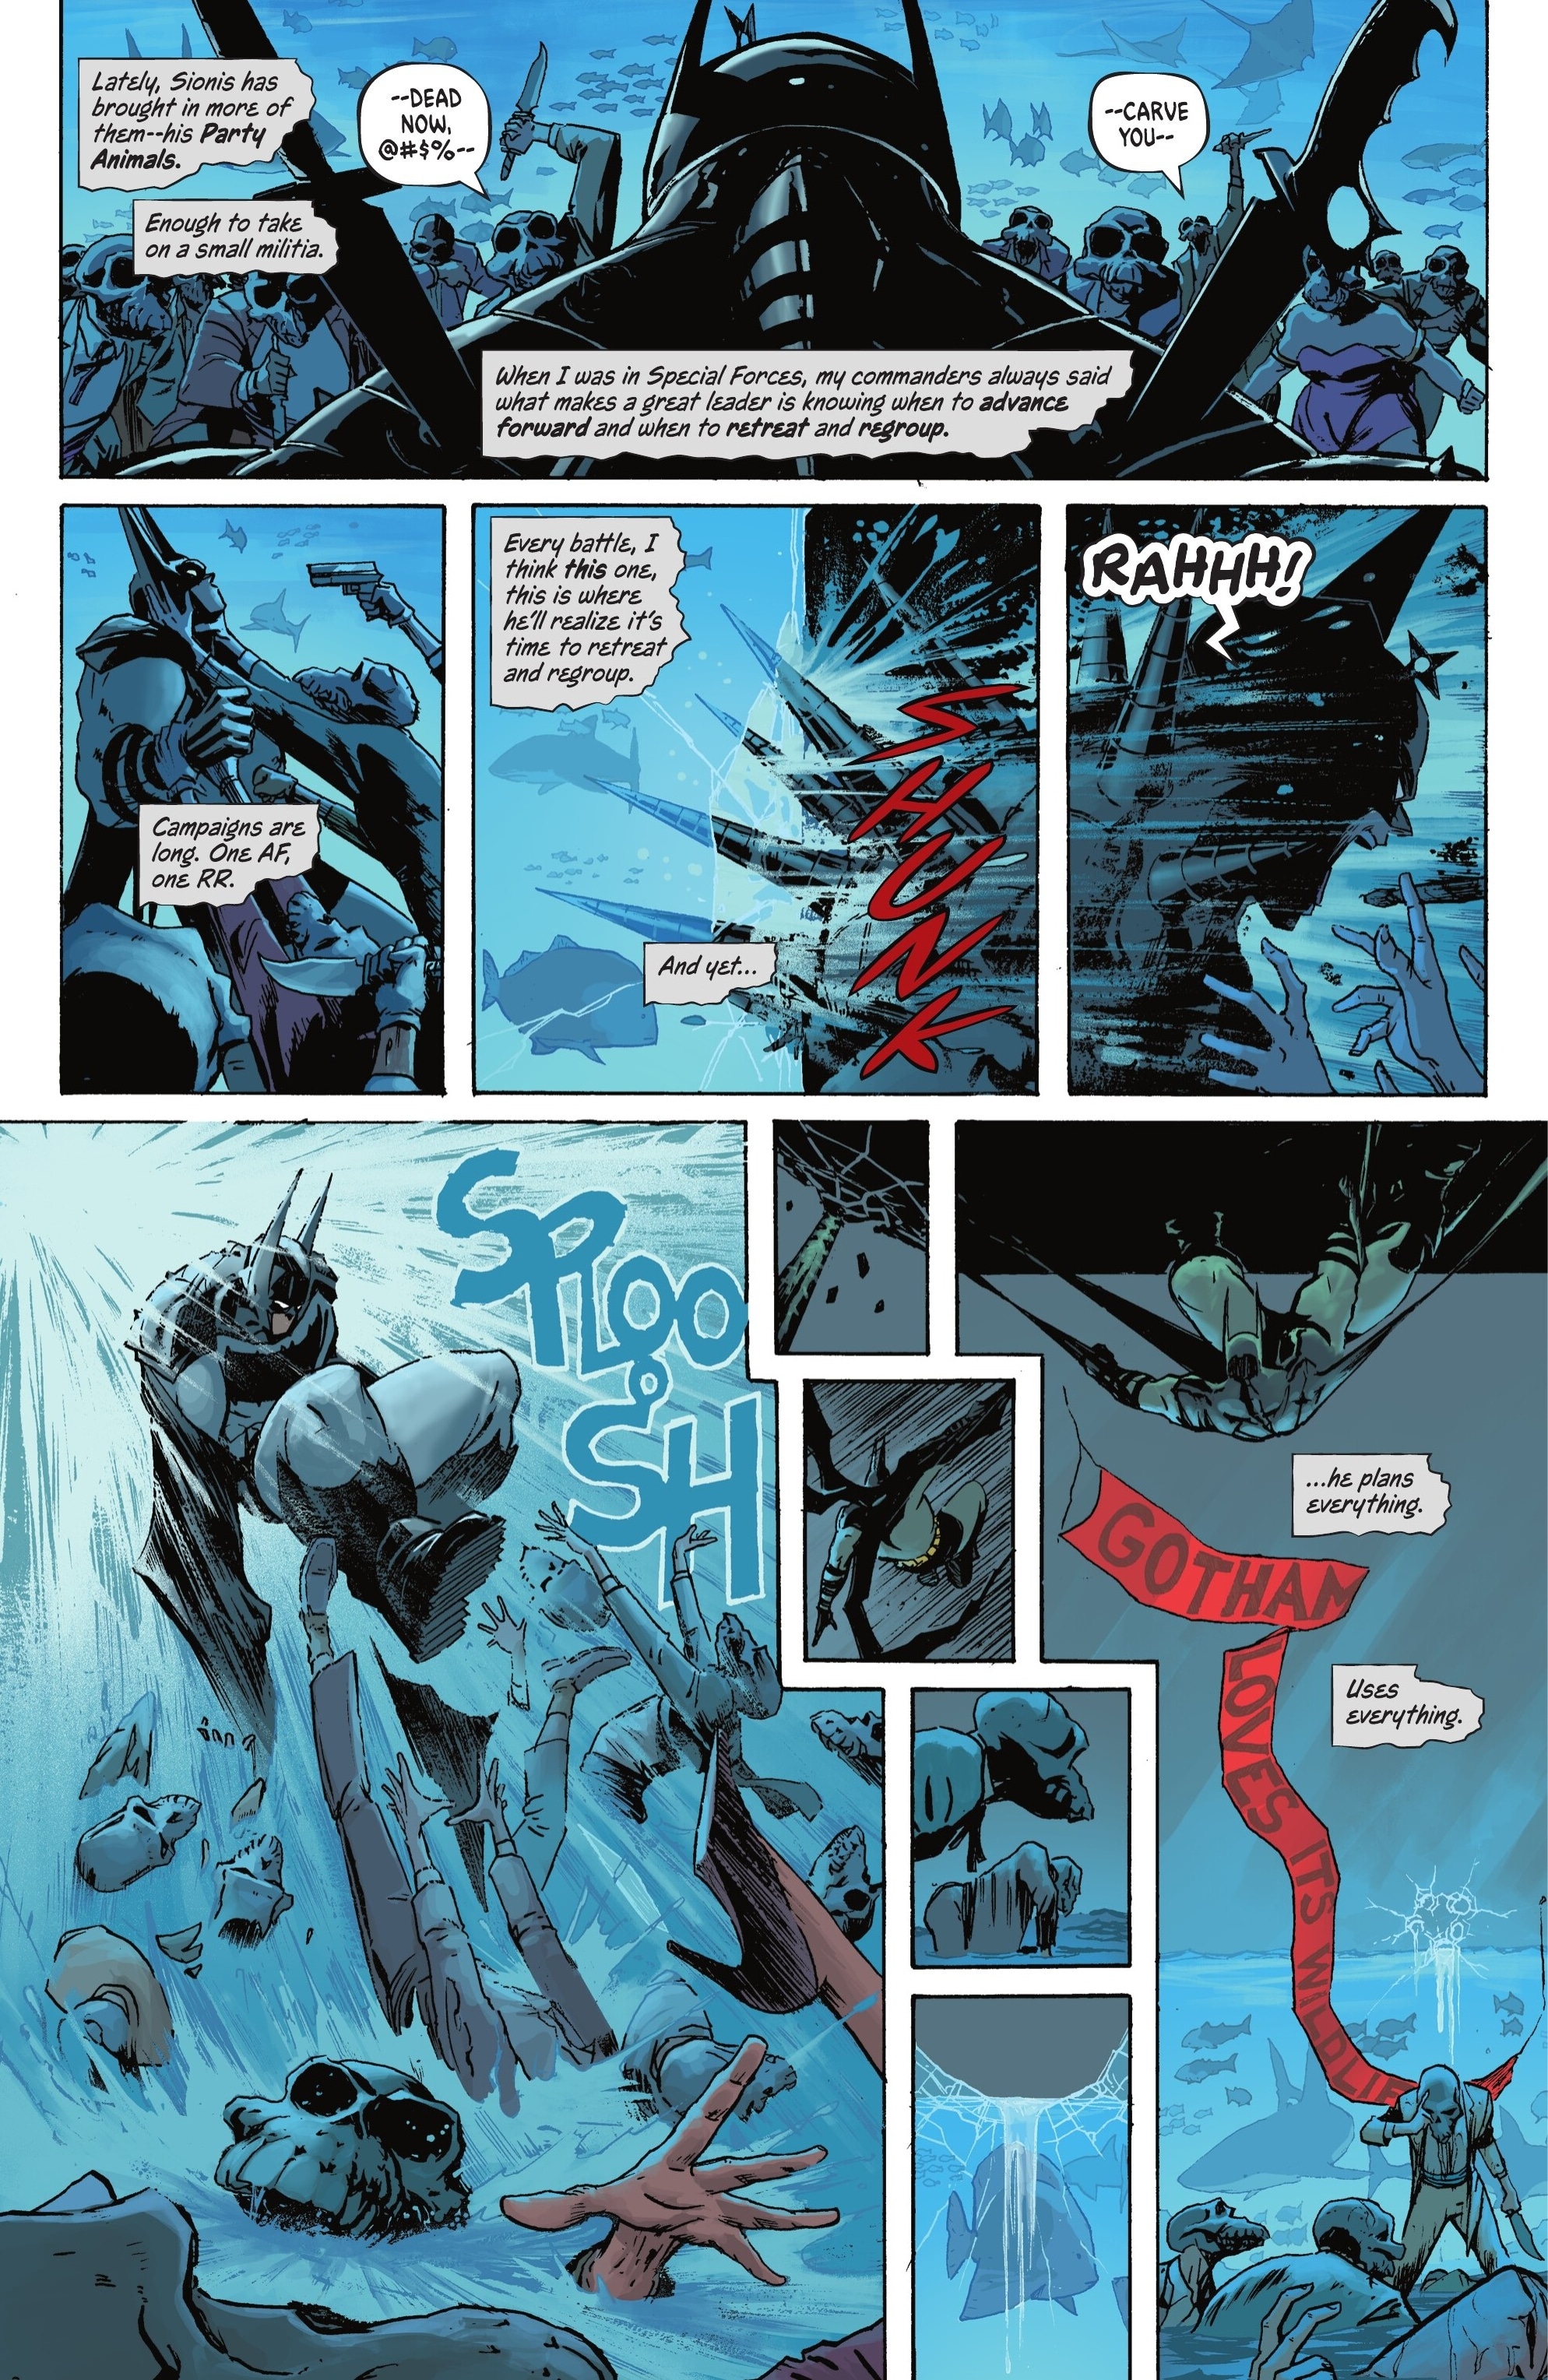 Lately, Sionis has
brought in more of
them--his Party
Animals.
Enough to take
on a small militia.
--DEAD
NOW,
@#$%--
--CARVE
YOU--
When I was in Special Forces, my commanders always said
what makes a great leader is knowing when to advance
forward and when to retreat and regroup.
Campaigns are
long. One AF,
one RR.
Every battle, I
think this one,
this is where
he'll realize it's
time to retreat
and regroup.
SHUNK
And yet...
RAHHH!
SPLOO
SH
...he plans
everything.
GOTHAM
LOVES ITS WILDLIFE
Uses
everything.